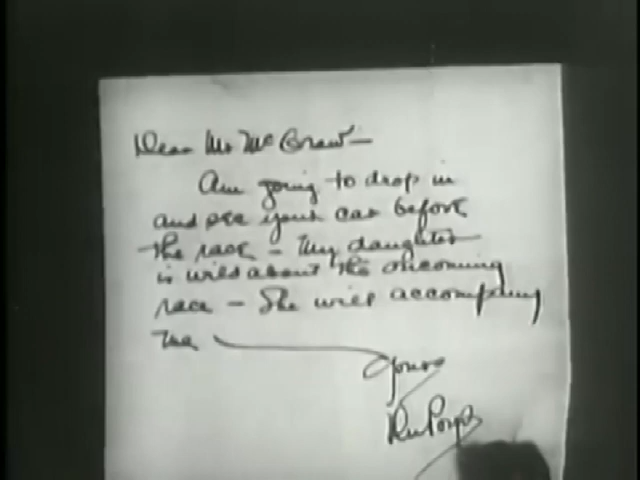 Dear Mr McGraw—
Am going to drop in
and see your car before
the race – My daughter
is wild about the oncoming
race – She will accompany
me
Yours